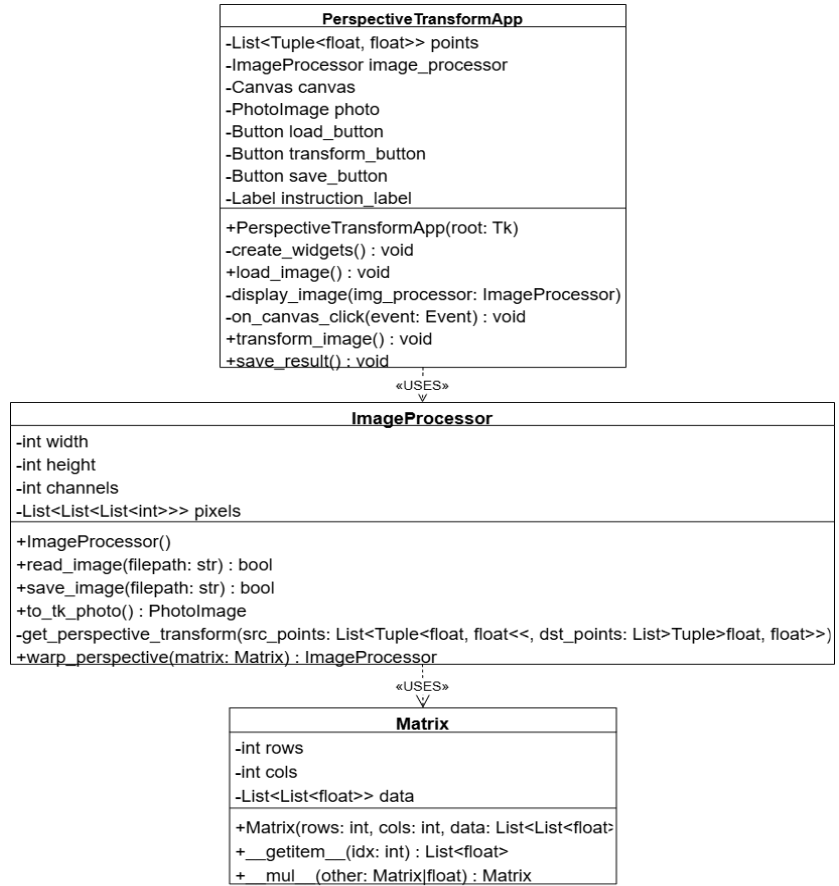 PerspectiveTransformApp
-List<Tuple<float, float>> points
-ImageProcessor image_processor
-Canvas canvas
-PhotoImage photo
-Button load_button
-Button transform_button
-Button save_button
-Label instruction_label
+PerspectiveTransformApp(root: Tk)
-create_widgets() : void
+load_image() : void
-display_image(img_processor: ImageProcessor)
-on_canvas_click(event: Event) : void
+transform_image() : void
+save_result() : void
«USES»
ImageProcessor
-int width
-int height
-int channels
-List<List<List<int>>> pixels
+ImageProcessor()
+read_image(filepath: str) : bool
+save_image(filepath: str) : bool
+to_tk_photo() : PhotoImage
-get_perspective_transform(src_points: List<Tuple<float, float<<, dst_points: List>Tuple>float, float>>)
+warp_perspective(matrix: Matrix) : ImageProcessor
«USES»
Matrix
-int rows
-int cols
-List<List<float>> data
+Matrix(rows: int, cols: int, data: List<List<float>
+__getitem__(idx: int) : List<float>
+__mul__(other: Matrix|float) : Matrix